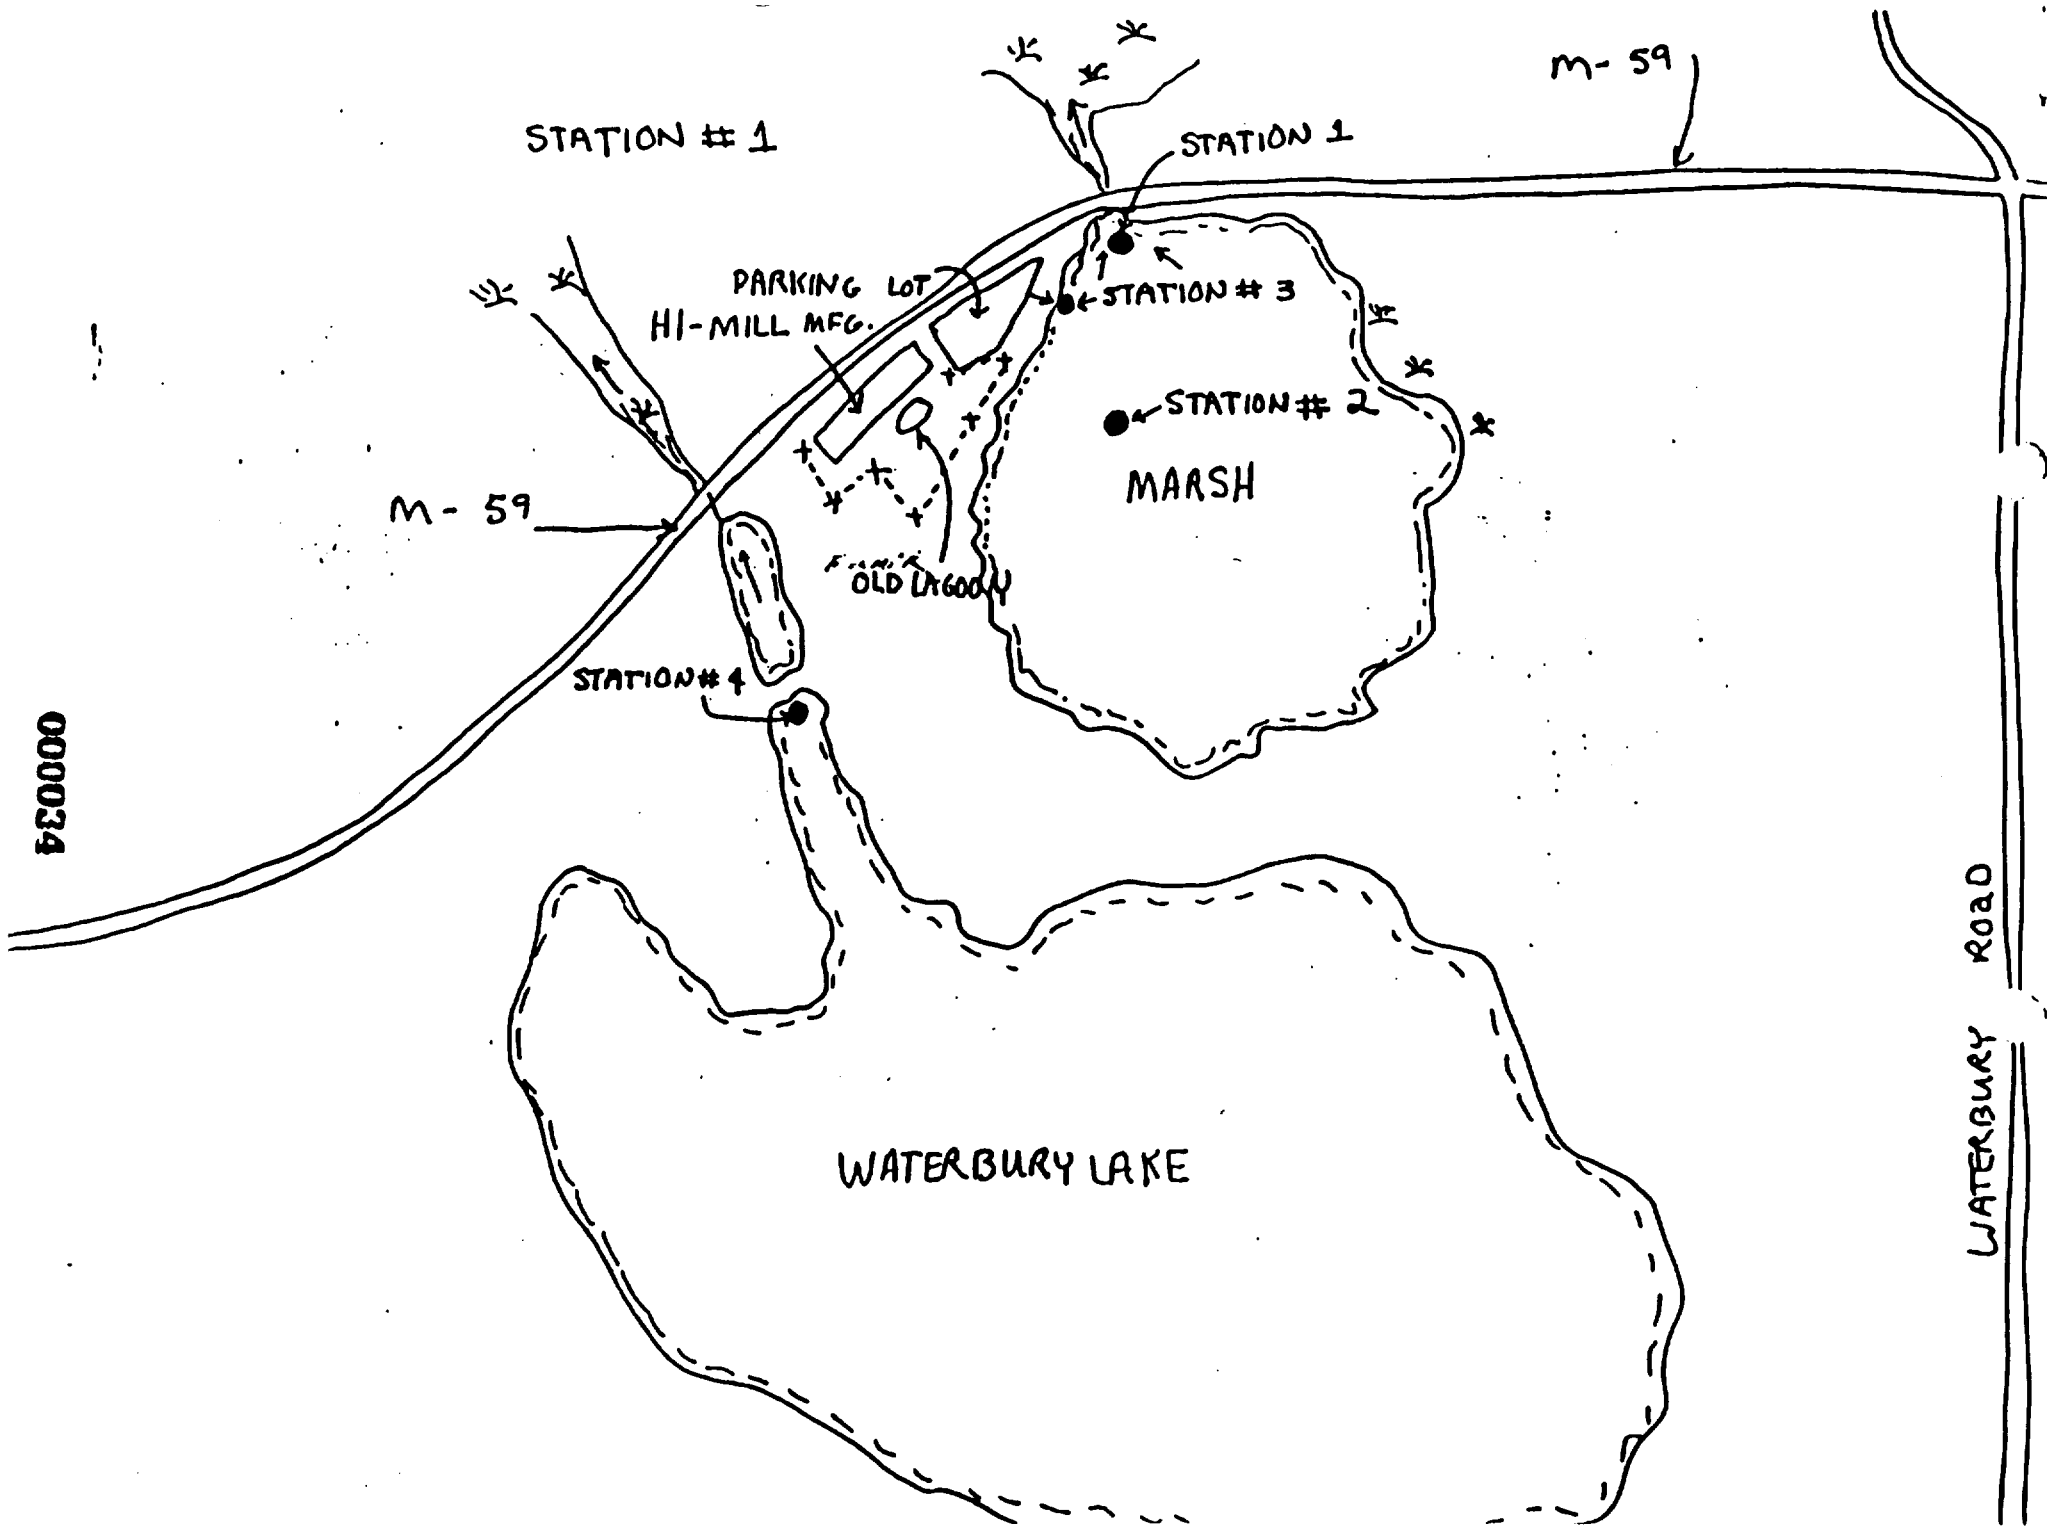 M- 59
STATION # 1
STATION 1
PARKING LOT
HI-MILL MFG.
STATION # 3
STATION # 2
MARSH
M- 59
OLD LAGOON
STATION # 4
000034
WATERBURY LAKE
WATERBURY ROAD